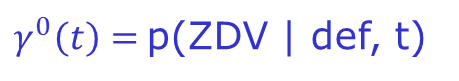 γ⁰(t) = p(ZDV | def, t)